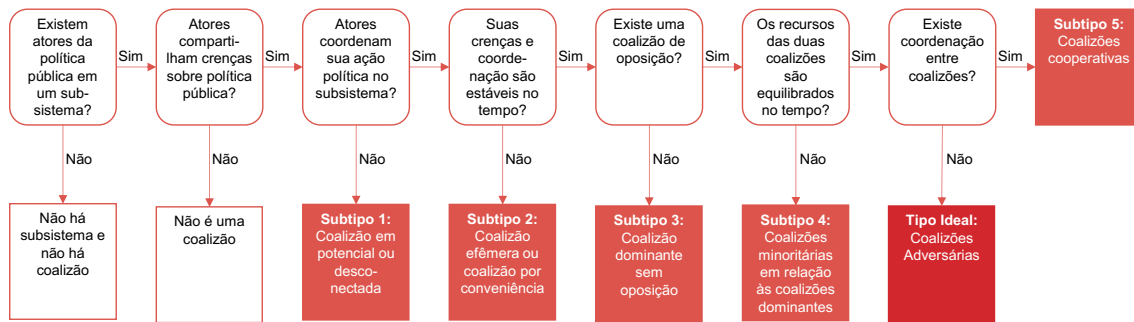 Existem
atores da
política
pública em
um sub-
sistema?
Sim
Atores
comparti-
lham crenças
sobre política
pública?
Sim
Atores
coordenam
sua ação
política no
subsistema?
Sim
Suas
crenças e
coorde-
nação são
estáveis no
tempo?
Sim
Existe uma
coalizão de
oposição?
Sim
Os recursos
das duas
coalizões
são
equilibrados
no tempo?
Sim
Existe
coordenação
entre
coalizões?
Sim
Subtipo 5:
Coalizões
cooperativas
Não
Não
Não
Não
Não
Não
Não
Não há
subsistema e
não há
coalizão
Não é uma
coalizão
Subtipo 1:
Coalizão em
potencial ou
desco-
nectada
Subtipo 2:
Coalizão
efêmera ou
coalizão por
conveniência
Subtipo 3:
Coalizão
dominante
sem
oposição
Subtipo 4:
Coalizões
minoritárias
em relação
às coalizões
dominantes
Tipo Ideal:
Coalizões
Adversárias